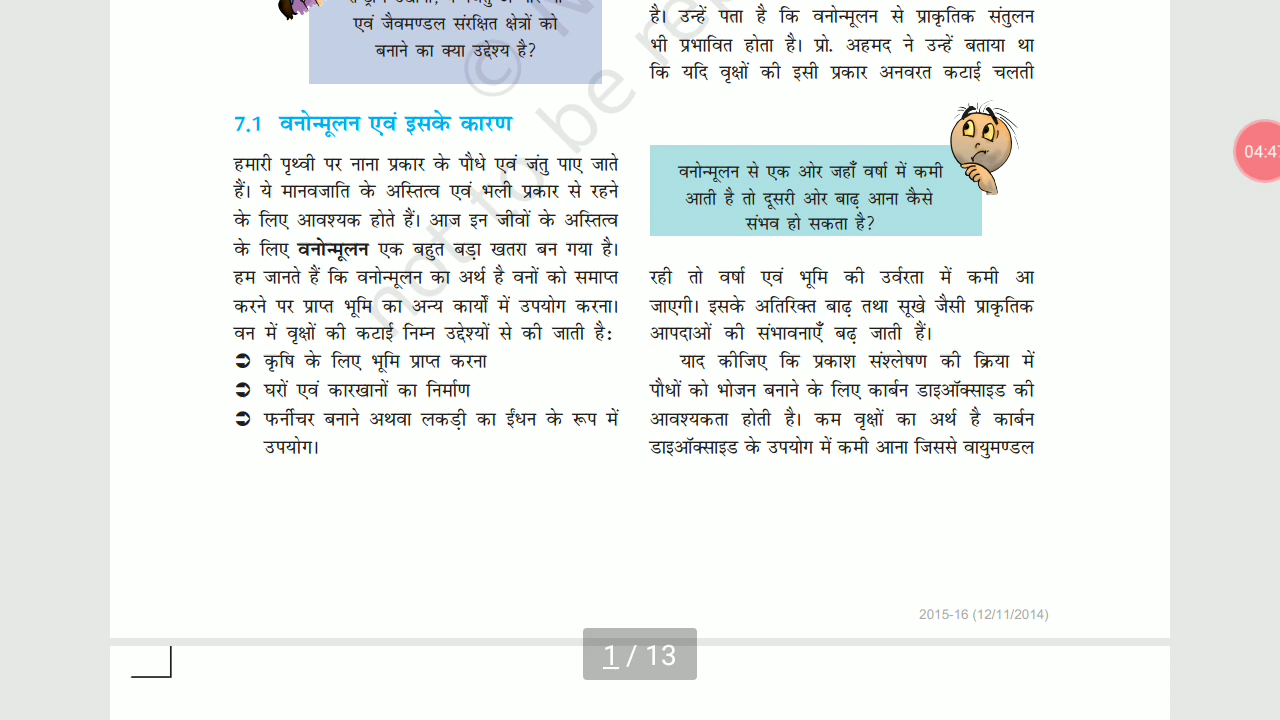 एवं जैवमण्डल संरक्षित क्षेत्रों को
बनाने का क्या उद्देश्य है?
7.1 वनोन्मूलन एवं इसके कारण
हमारी पृथ्वी पर नाना प्रकार के पौधे एवं जंतु पाए जाते
हैं। ये मानवजाति के अस्तित्व एवं भली प्रकार से रहने
के लिए आवश्यक होते हैं। आज इन जीवों के अस्तित्व
के लिए वनोन्मूलन एक बहुत बड़ा खतरा बन गया है।
हम जानते हैं कि वनोन्मूलन का अर्थ है वनों को समाप्त
करने पर प्राप्त भूमि का अन्य कार्यों में उपयोग करना।
वन में वृक्षों की कटाई निम्न उद्देश्यों से की जाती है:
➲ कृषि के लिए भूमि प्राप्त करना
➲ घरों एवं कारखानों का निर्माण
➲ फर्नीचर बनाने अथवा लकड़ी का ईंधन के रूप में
उपयोग।
है। उन्हें पता है कि वनोन्मूलन से प्राकृतिक संतुलन
भी प्रभावित होता है। प्रो. अहमद ने उन्हें बताया था
कि यदि वृक्षों की इसी प्रकार अनवरत कटाई चलती
वनोन्मूलन से एक ओर जहाँ वर्षा में कमी
आती है तो दूसरी ओर बाढ़ आना कैसे
संभव हो सकता है?
रही तो वर्षा एवं भूमि की उर्वरता में कमी आ
जाएगी। इसके अतिरिक्त बाढ़ तथा सूखे जैसी प्राकृतिक
आपदाओं की संभावनाएँ बढ़ जाती हैं।
याद कीजिए कि प्रकाश संश्लेषण की क्रिया में
पौधों को भोजन बनाने के लिए कार्बन डाइऑक्साइड की
आवश्यकता होती है। कम वृक्षों का अर्थ है कार्बन
डाइऑक्साइड के उपयोग में कमी आना जिससे वायुमण्डल
not to be re
©
2015-16 (12/11/2014)
1 / 13